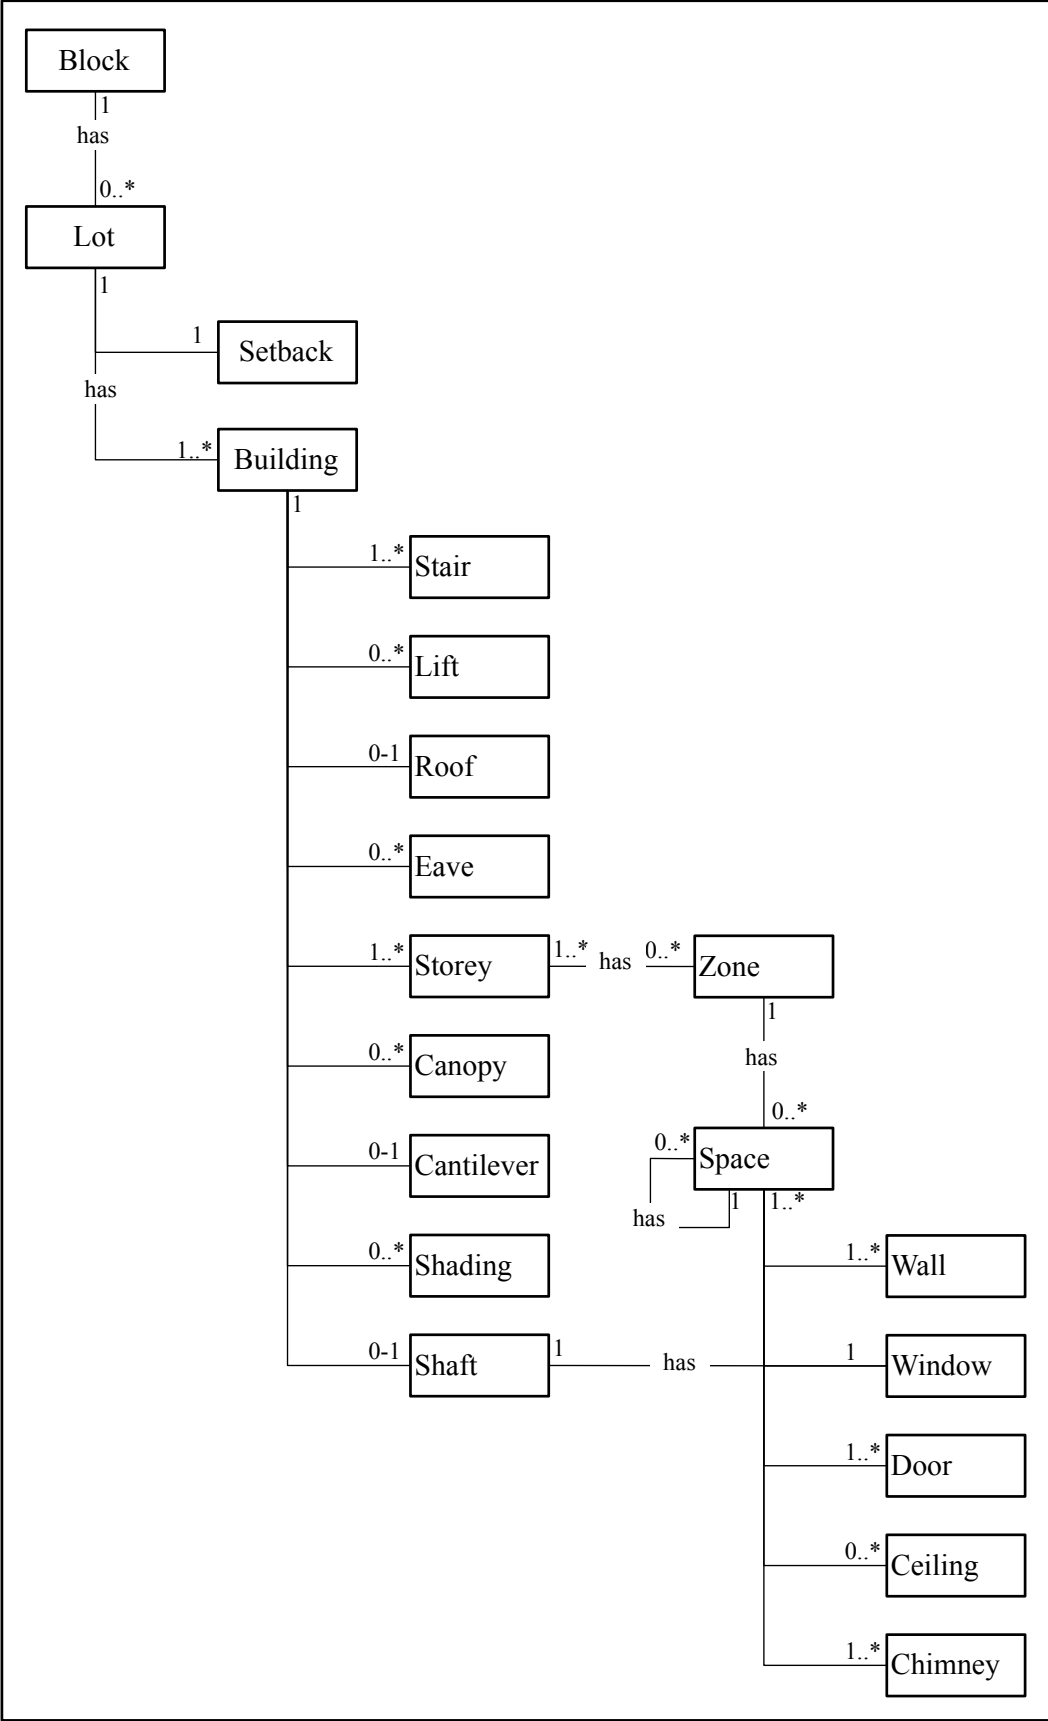 Block
1
has
0..*
Lot
1
1
Setback
has
1..*
Building
1
1..*
Stair
0..*
Lift
0-1
Roof
0..*
Eave
1..*
Storey
1..*
has
0..*
Zone
1
has
0..*
Canopy
0..*
0..*
Space
0-1
Cantilever
1
1..*
has
0..*
Shading
1..*
Wall
0-1
Shaft
1
has
1
Window
1..*
Door
0..*
Ceiling
1..*
Chimney